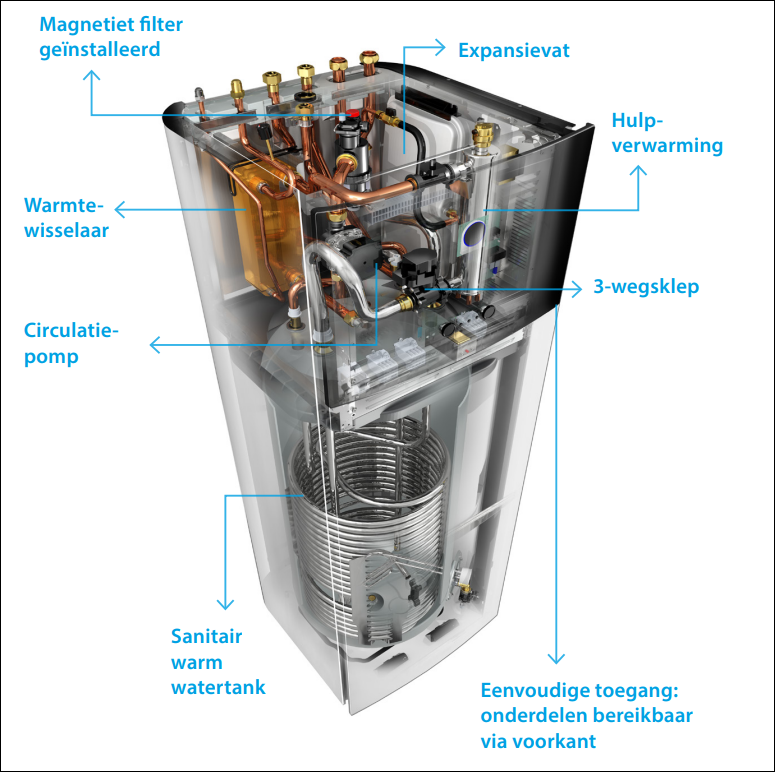 Magnetiet filter
geïnstalleerd
Expansievat
Hulp-
verwarming
Warmte-
wisselaar
3-wegsklep
Circulatie-
pomp
Sanitair
warm
watertank
Eenvoudige toegang:
onderdelen bereikbaar
via voorkant